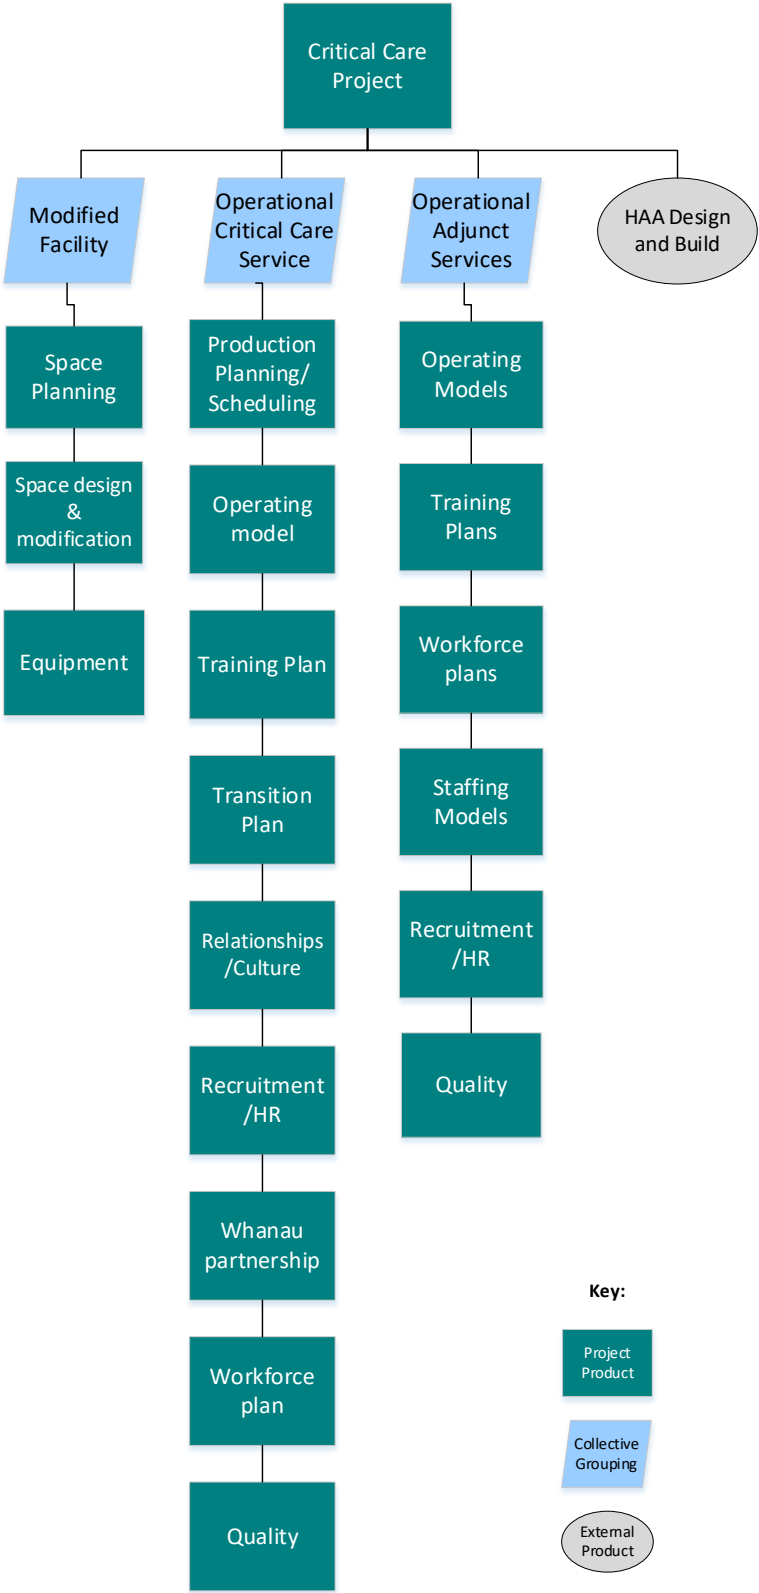 Critical Care
Project
Modified
Facility
Operational
Critical Care
Service
Operational
Adjunct
Services
HAA Design
and Build
Space
Planning
Space design
&
modification
Equipment
Production
Planning/
Scheduling
Operating
model
Training Plan
Transition
Plan
Relationships
/Culture
Recruitment
/HR
Whanau
partnership
Workforce
plan
Quality
Operating
Models
Training
Plans
Workforce
plans
Staffing
Models
Recruitment
/HR
Quality
Key:
Project
Product
Collective
Grouping
External
Product